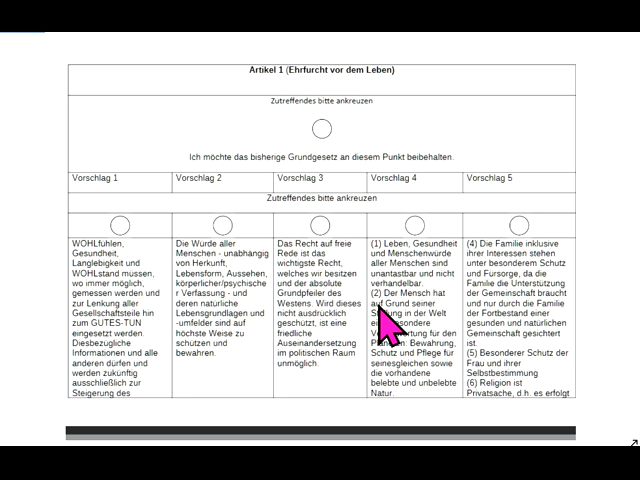 Artikel 1 (Ehrfurcht vor dem Leben)
Zutreffendes bitte ankreuzen
Ich möchte das bisherige Grundgesetz an diesem Punkt beibehalten.
Vorschlag 1
Vorschlag 2
Vorschlag 3
Vorschlag 4
Vorschlag 5
Zutreffendes bitte ankreuzen
WOHLfühlen,
Gesundheit,
Langlebigkeit und
WOHLstand müssen,
wo immer möglich,
gemessen werden und
zur Lenkung aller
Gesellschaftsteile hin
zum GUTES-TUN
eingesetzt werden.
Diesbezügliche
Informationen und alle
anderen dürfen und
werden zukünftig
ausschließlich zur
Steigerung des
Die Würde aller
Menschen - unabhängig
von Herkunft,
Lebensform, Aussehen,
körperlicher/psychische
r Verfassung - und
deren natürliche
Lebensgrundlagen und
-umfelder sind auf
höchste Weise zu
schützen und
bewahren.
Das Recht auf freie
Rede ist das
wichtigste Recht,
welches wir besitzen
und der absolute
Grundpfeiler des
Westens. Wird dieses
nicht ausdrücklich
geschützt, ist eine
friedliche
Auseinandersetzung
im politischen Raum
unmöglich.
(1) Leben, Gesundheit
und Menschenwürde
aller Menschen sind
unantastbar und nicht
verhandelbar.
(2) Der Mensch hat
auf Grund seiner
in der Welt
für den
Bewahrung,
Schutz und Pflege für
seinesgleichen sowie
die vorhandene
belebte und unbelebte
Natur.
(4) Die Familie inklusive
ihrer Interessen stehen
unter besonderem Schutz
und Fürsorge, da die
Familie die Unterstützung
der Gemeinschaft braucht
und nur durch die Familie
der Fortbestand einer
gesunden und natürlichen
Gemeinschaft gesichtert
ist.
(5) Besonderer Schutz der
Frau und ihrer
Selbstbestimmung
(6) Religion ist
Privatsache, d.h. es erfolgt